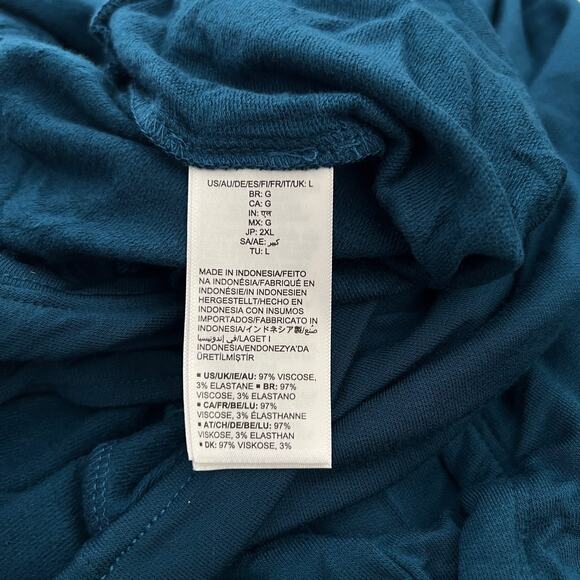 US/AU/DE/ES/FI/FR/IT/UK: L
BR: G
CA: G
IN: एल
MX: G
JP: 2XL
SA/AE: كبير
TU: L
MADE IN INDONESIA/FEITO
NA INDONÉSIA/FABRIQUÉ EN
INDONÉSIE/IN INDONESIEN
HERGESTELLT/HECHO EN
INDONESIA CON INSUMOS
IMPORTADOS/FABBRICATO IN
INDONESIA/インドネシア製/صُنع
في إندونيسيا/LAGET I
INDONESIA/ENDONEZYA'DA
ÜRETİLMİŞTİR
▪ US/UK/IE/AU: 97% VISCOSE,
3% ELASTANE ▪ BR: 97%
VISCOSE, 3% ELASTANO
▪ CA/FR/BE/LU: 97%
VISCOSE, 3% ÉLASTHANNE
▪ AT/CH/DE/BE/LU: 97%
VISKOSE, 3% ELASTHAN
▪ DK: 97% VISCOSE, 3%